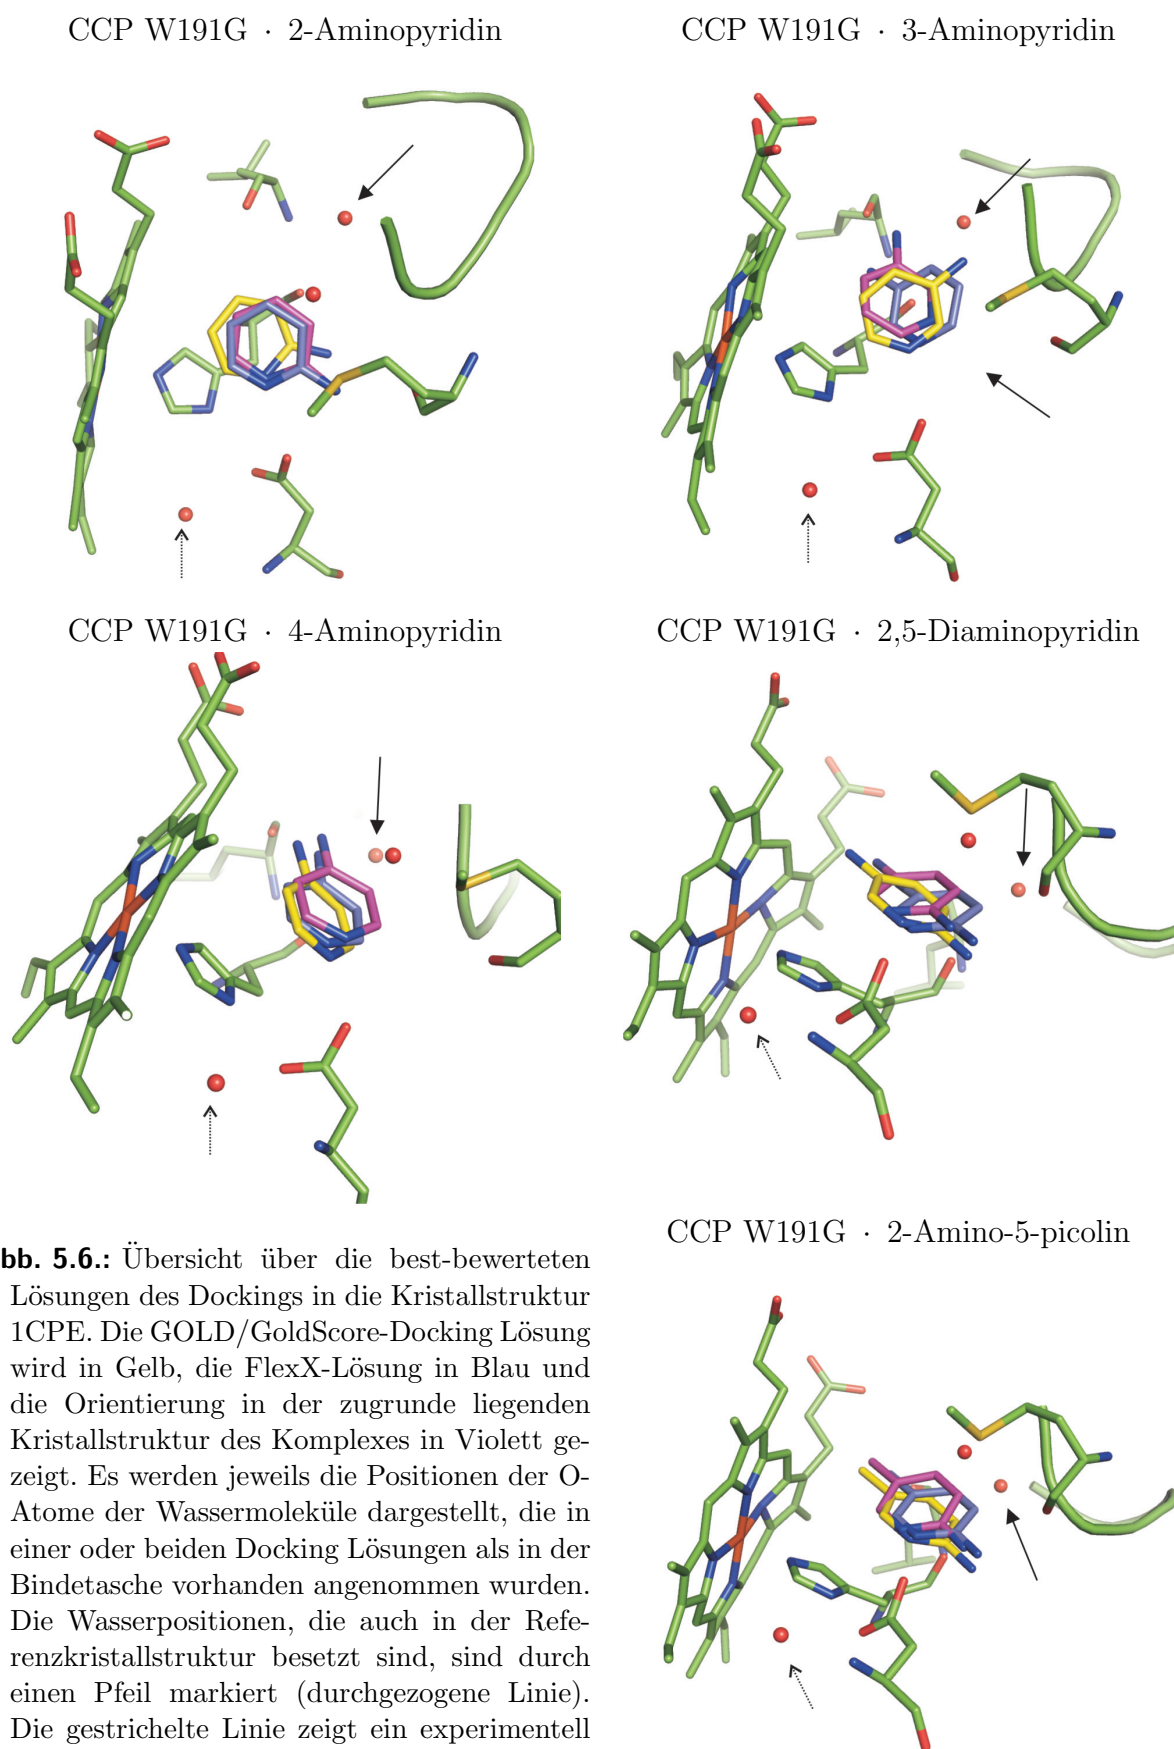 CCP W191G · 2-Aminopyridin
CCP W191G · 3-Aminopyridin
CCP W191G · 4-Aminopyridin
CCP W191G · 2,5-Diaminopyridin
CCP W191G · 2-Amino-5-picolin
bb. 5.6.: Übersicht über die best-bewerteten
Lösungen des Dockings in die Kristallstruktur
1CPE. Die GOLD/GoldScore-Docking Lösung
wird in Gelb, die FlexX-Lösung in Blau und
die Orientierung in der zugrunde liegenden
Kristallstruktur des Komplexes in Violett ge-
zeigt. Es werden jeweils die Positionen der O-
Atome der Wassermoleküle dargestellt, die in
einer oder beiden Docking Lösungen als in der
Bindetasche vorhanden angenommen wurden.
Die Wasserpositionen, die auch in der Refe-
renzkristallstruktur besetzt sind, sind durch
einen Pfeil markiert (durchgezogene Linie).
Die gestrichelte Linie zeigt ein experimentell